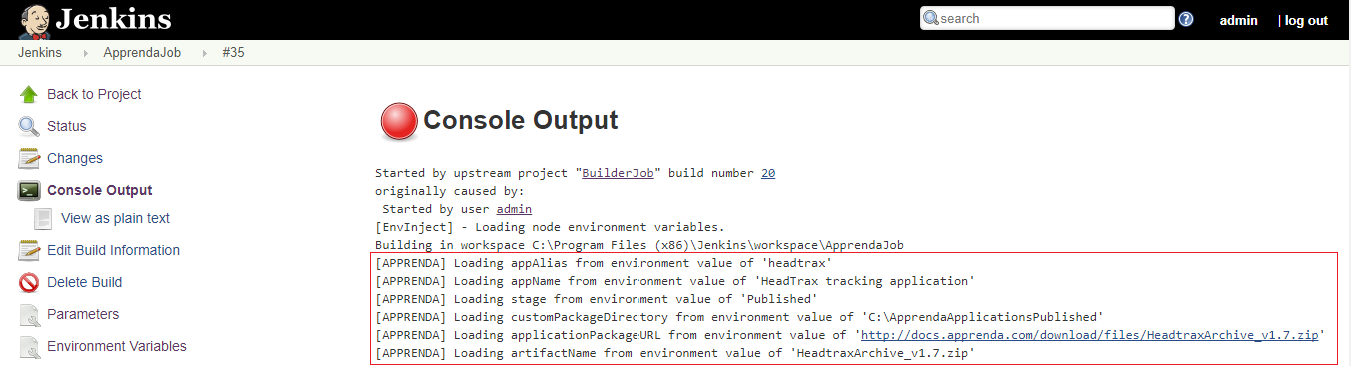 Jenkins
search
admin
| log out
Jenkins
ApprendaJob
#35
Back to Project
Status
Changes
Console Output
View as plain text
Edit Build Information
Delete Build
Parameters
Environment Variables
Console Output
Started by upstream project "BuilderJob" build number 20
originally caused by:
Started by user admin
[EnvInject] - Loading node environment variables.
Building in workspace C:\Program Files (x86)\Jenkins\workspace\ApprendaJob
[APPRENDA] Loading appAlias from environment value of 'headtrax'
[APPRENDA] Loading appName from environment value of 'HeadTrax tracking application'
[APPRENDA] Loading stage from environment value of 'Published'
[APPRENDA] Loading customPackageDirectory from environment value of 'C:\ApprendaApplicationsPublished'
[APPRENDA] Loading applicationPackageURL from environment value of 'http://docs.apprenda.com/download/files/HeadtraxArchive_v1.7.zip'
[APPRENDA] Loading artifactName from environment value of 'HeadtraxArchive_v1.7.zip'